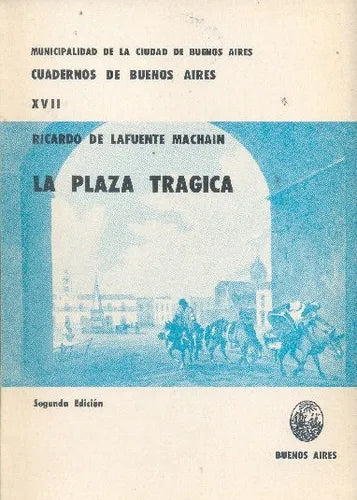 MUNICIPALIDAD DE LA CIUDAD DE BUENOS AIRES
CUADERNOS DE BUENOS AIRES
XVII
RICARDO DE LAFUENTE MACHAIN
LA PLAZA TRAGICA
Segunda Edición
BUENOS AIRES